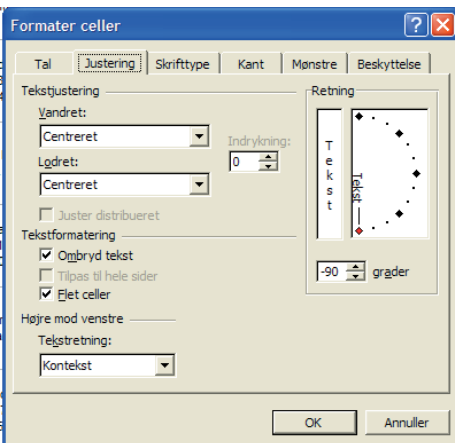 Formater celler
Tal Justering Skrifttype Kant Mønstre Beskyttelse
Tekstjustering
Vandret:
Centreret
Indrykning:
0
Lodret:
Centreret
Juster distribueret
Tekstformatering
Ombryd tekst
Tilpas til hele sider
Flet celler
Højre mod venstre
Tekstretning:
Kontekst
Retning
Tekst
Tekst
-90 grader
OK Annuller